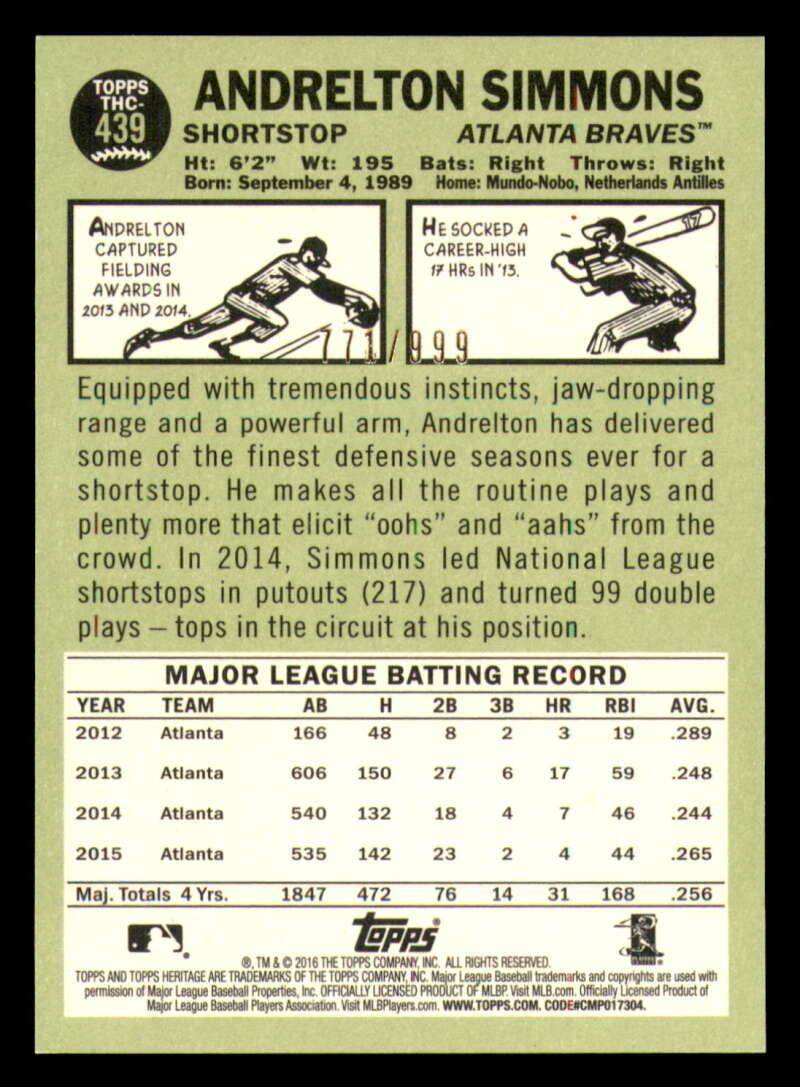 TOPPS
THC-
439
ANDRELTON SIMMONS
SHORTSTOP ATLANTA BRAVES™
Ht: 6'2" Wt: 195 Bats: Right Throws: Right
Born: September 4, 1989 Home: Mundo-Nobo, Netherlands Antilles
ANDRELTON
CAPTURED
FIELDING
AWARDS IN
2013 AND 2014.
HE SOCKED A
CAREER-HIGH
17 HRs IN '13.
17
771/999
Equipped with tremendous instincts, jaw-dropping
range and a powerful arm, Andrelton has delivered
some of the finest defensive seasons ever for a
shortstop. He makes all the routine plays and
plenty more that elicit “oohs” and “aahs” from the
crowd. In 2014, Simmons led National League
shortstops in putouts (217) and turned 99 double
plays – tops in the circuit at his position.
MAJOR LEAGUE BATTING RECORD
YEAR TEAM AB H 2B 3B HR RBI AVG.
2012 Atlanta 166 48 8 2 3 19 .289
2013 Atlanta 606 150 27 6 17 59 .248
2014 Atlanta 540 132 18 4 7 46 .244
2015 Atlanta 535 142 23 2 4 44 .265
Maj. Totals 4 Yrs. 1847 472 76 14 31 168 .256
Topps®
®, TM & © 2016 THE TOPPS COMPANY, INC. ALL RIGHTS RESERVED.
TOPPS AND TOPPS HERITAGE ARE TRADEMARKS OF THE TOPPS COMPANY, INC. Major League Baseball trademarks and copyrights are used with
permission of Major League Baseball Properties, Inc. OFFICIALLY LICENSED PRODUCT OF MLBP. Visit MLB.com. Officially Licensed Product of
Major League Baseball Players Association. Visit MLBPlayers.com. WWW.TOPPS.COM. CODE#CMP017304.